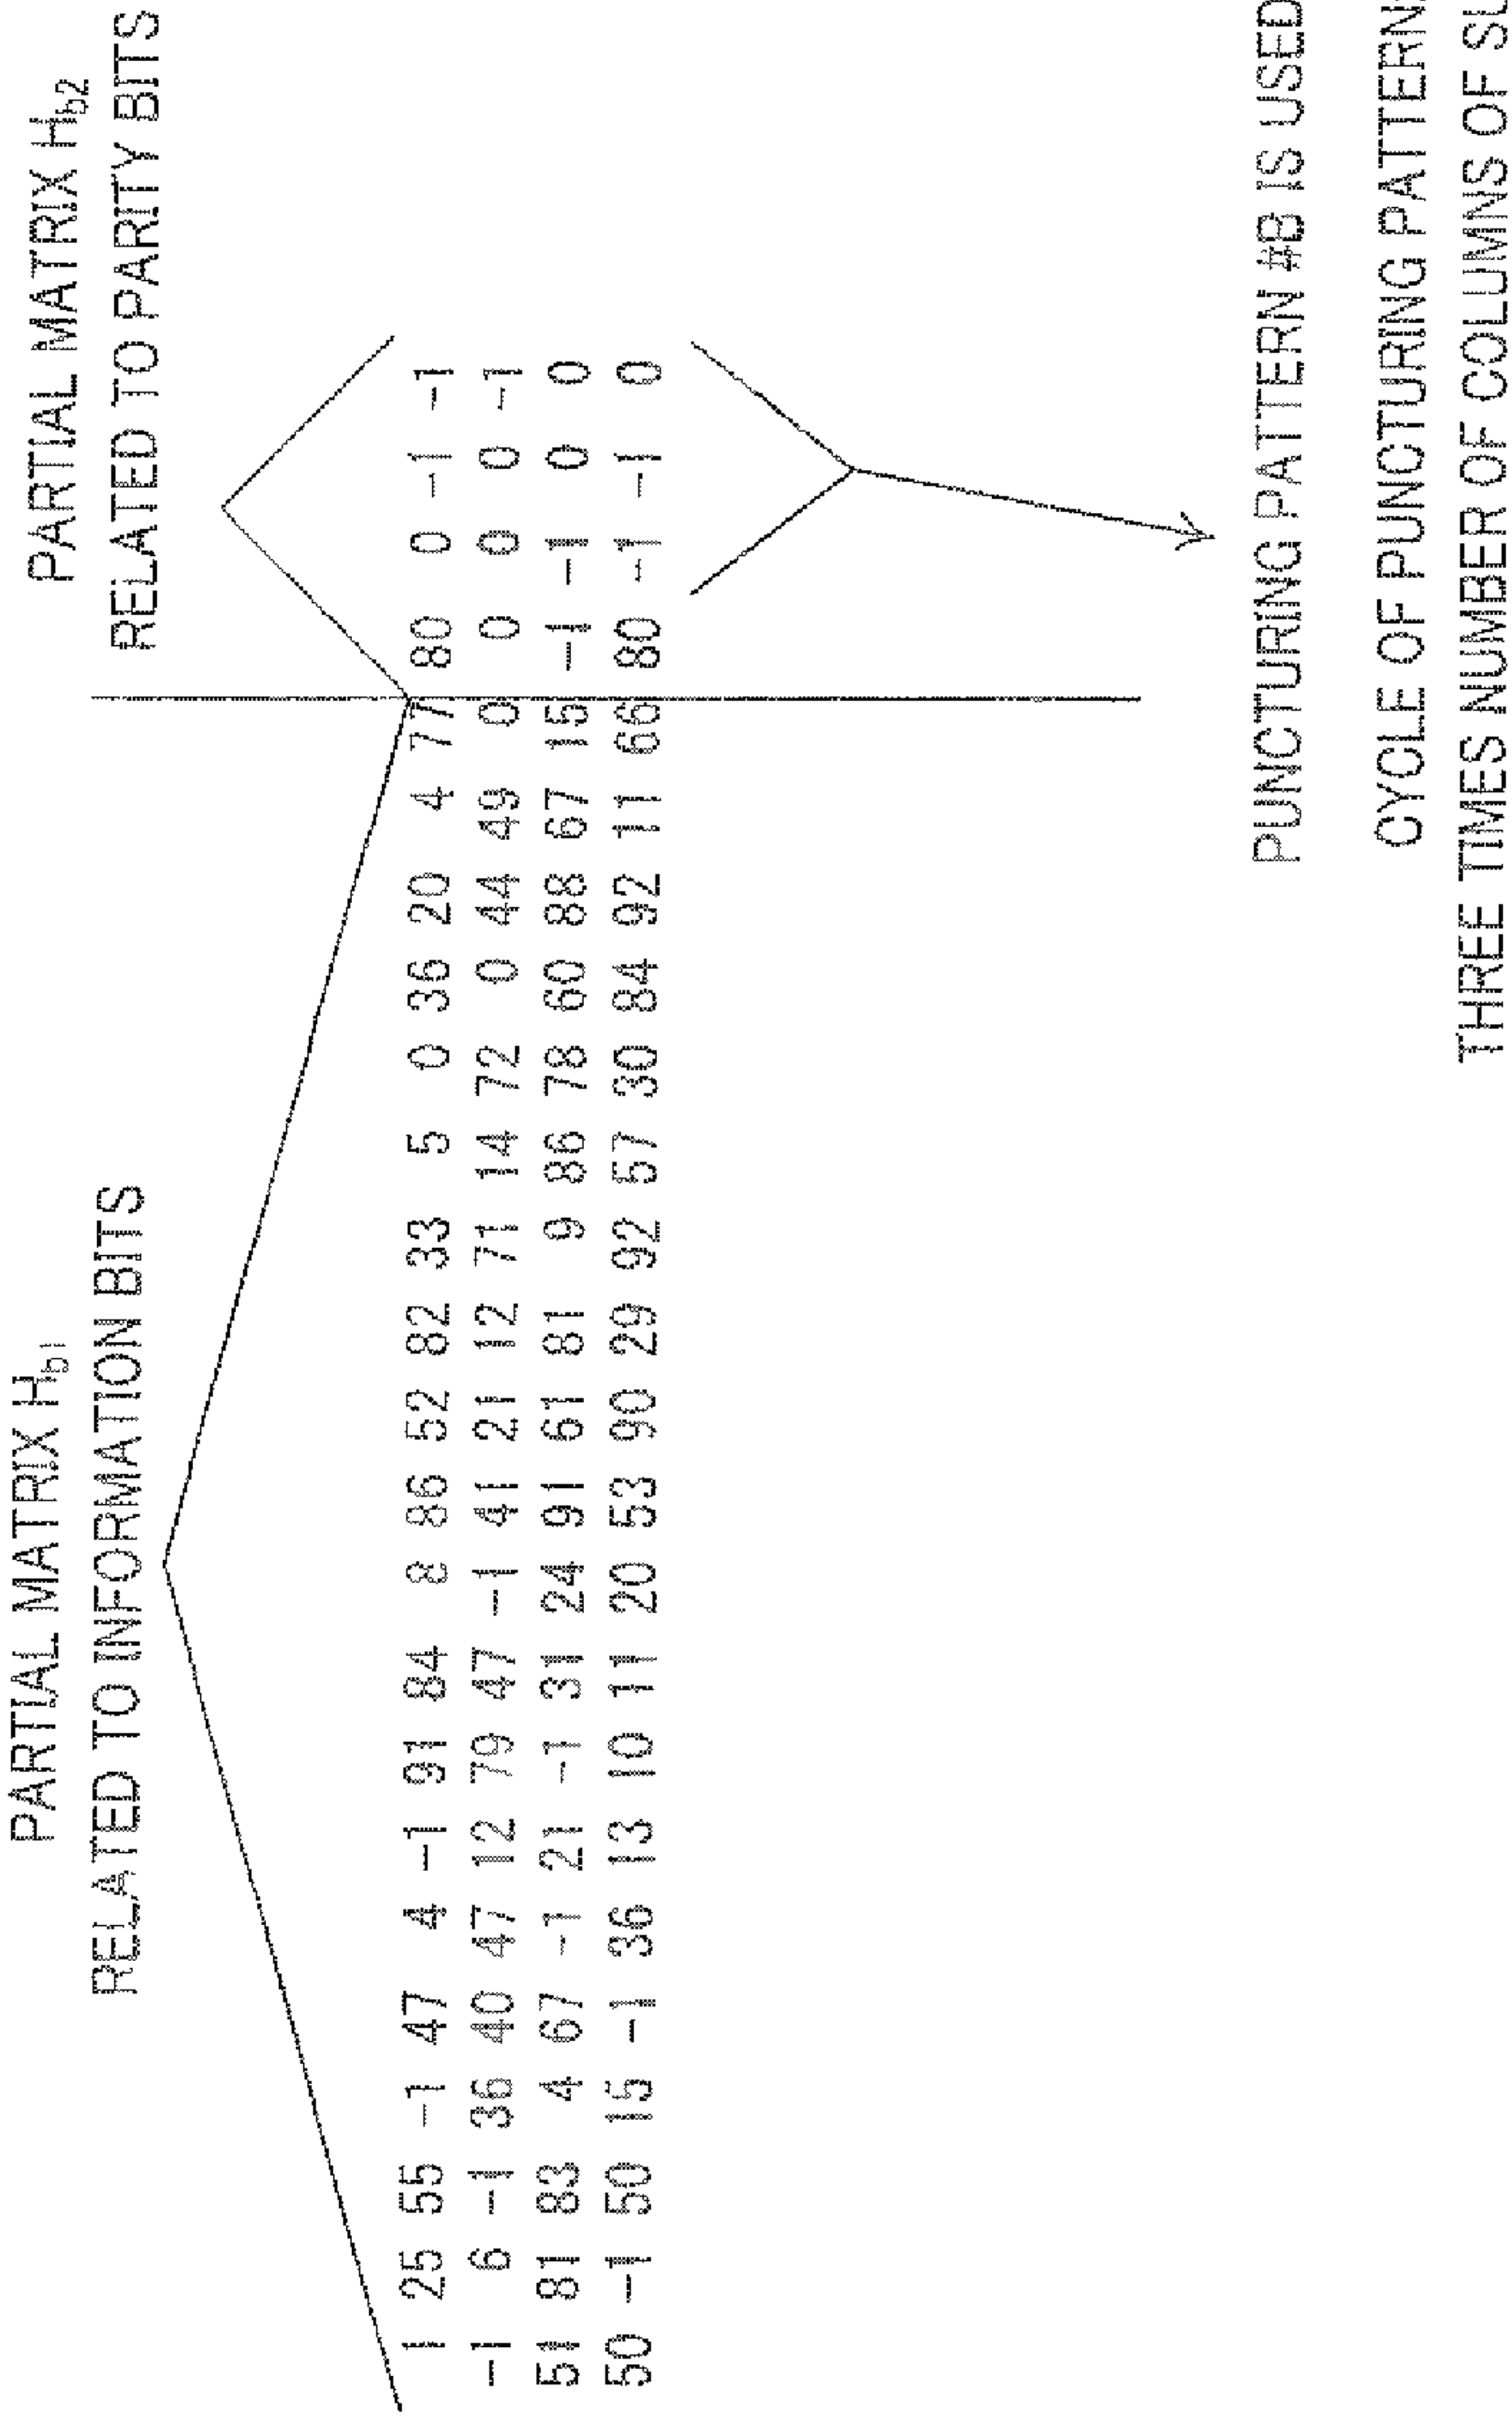 PARTIAL MATRIX Hb1
RELATED TO INFORMATION BITS
PARTIAL MATRIX Hb2
RELATED TO PARITY BITS
1 25 55 -1 47 4 -1 91 84 8 86 52 82 33 5 0 36 20 4 77 80 0 -1 -1
-1 6 -1 36 40 47 12 79 47 -1 41 21 12 71 14 72 0 44 49 0 0 0 0 -1
51 81 83 4 67 -1 21 -1 31 24 91 61 81 9 86 78 60 88 67 15 -1 -1 0 0
50 -1 50 15 -1 36 13 10 11 20 53 90 29 92 57 30 84 92 11 66 80 -1 -1 0
PUNCTURING PATTERN #B IS USED
CYCLE OF PUNCTURING PATTERN
THREE TIMES NUMBER OF COLUMNS OF